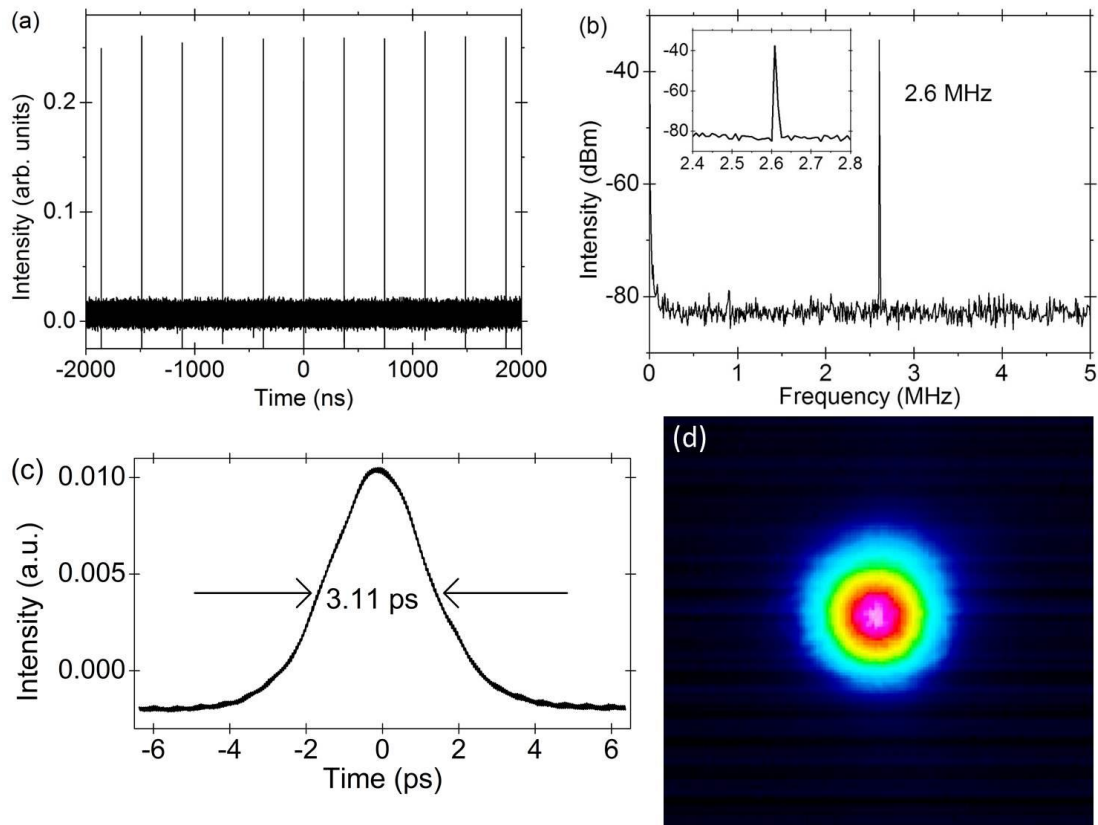 (a)
Intensity (arb. units)
0.2
0.1
0.0
-2000 -1000 0 1000 2000
Time (ns)
(b)
Intensity (dBm)
-40
-60
-80
2.6 MHz
-40
-60
-80
2.4 2.5 2.6 2.7 2.8
0 1 2 3 4 5
Frequency (MHz)
(c)
Intensity (a.u.)
0.010
0.005
0.000
3.11 ps
-6 -4 -2 0 2 4 6
Time (ps)
(d)